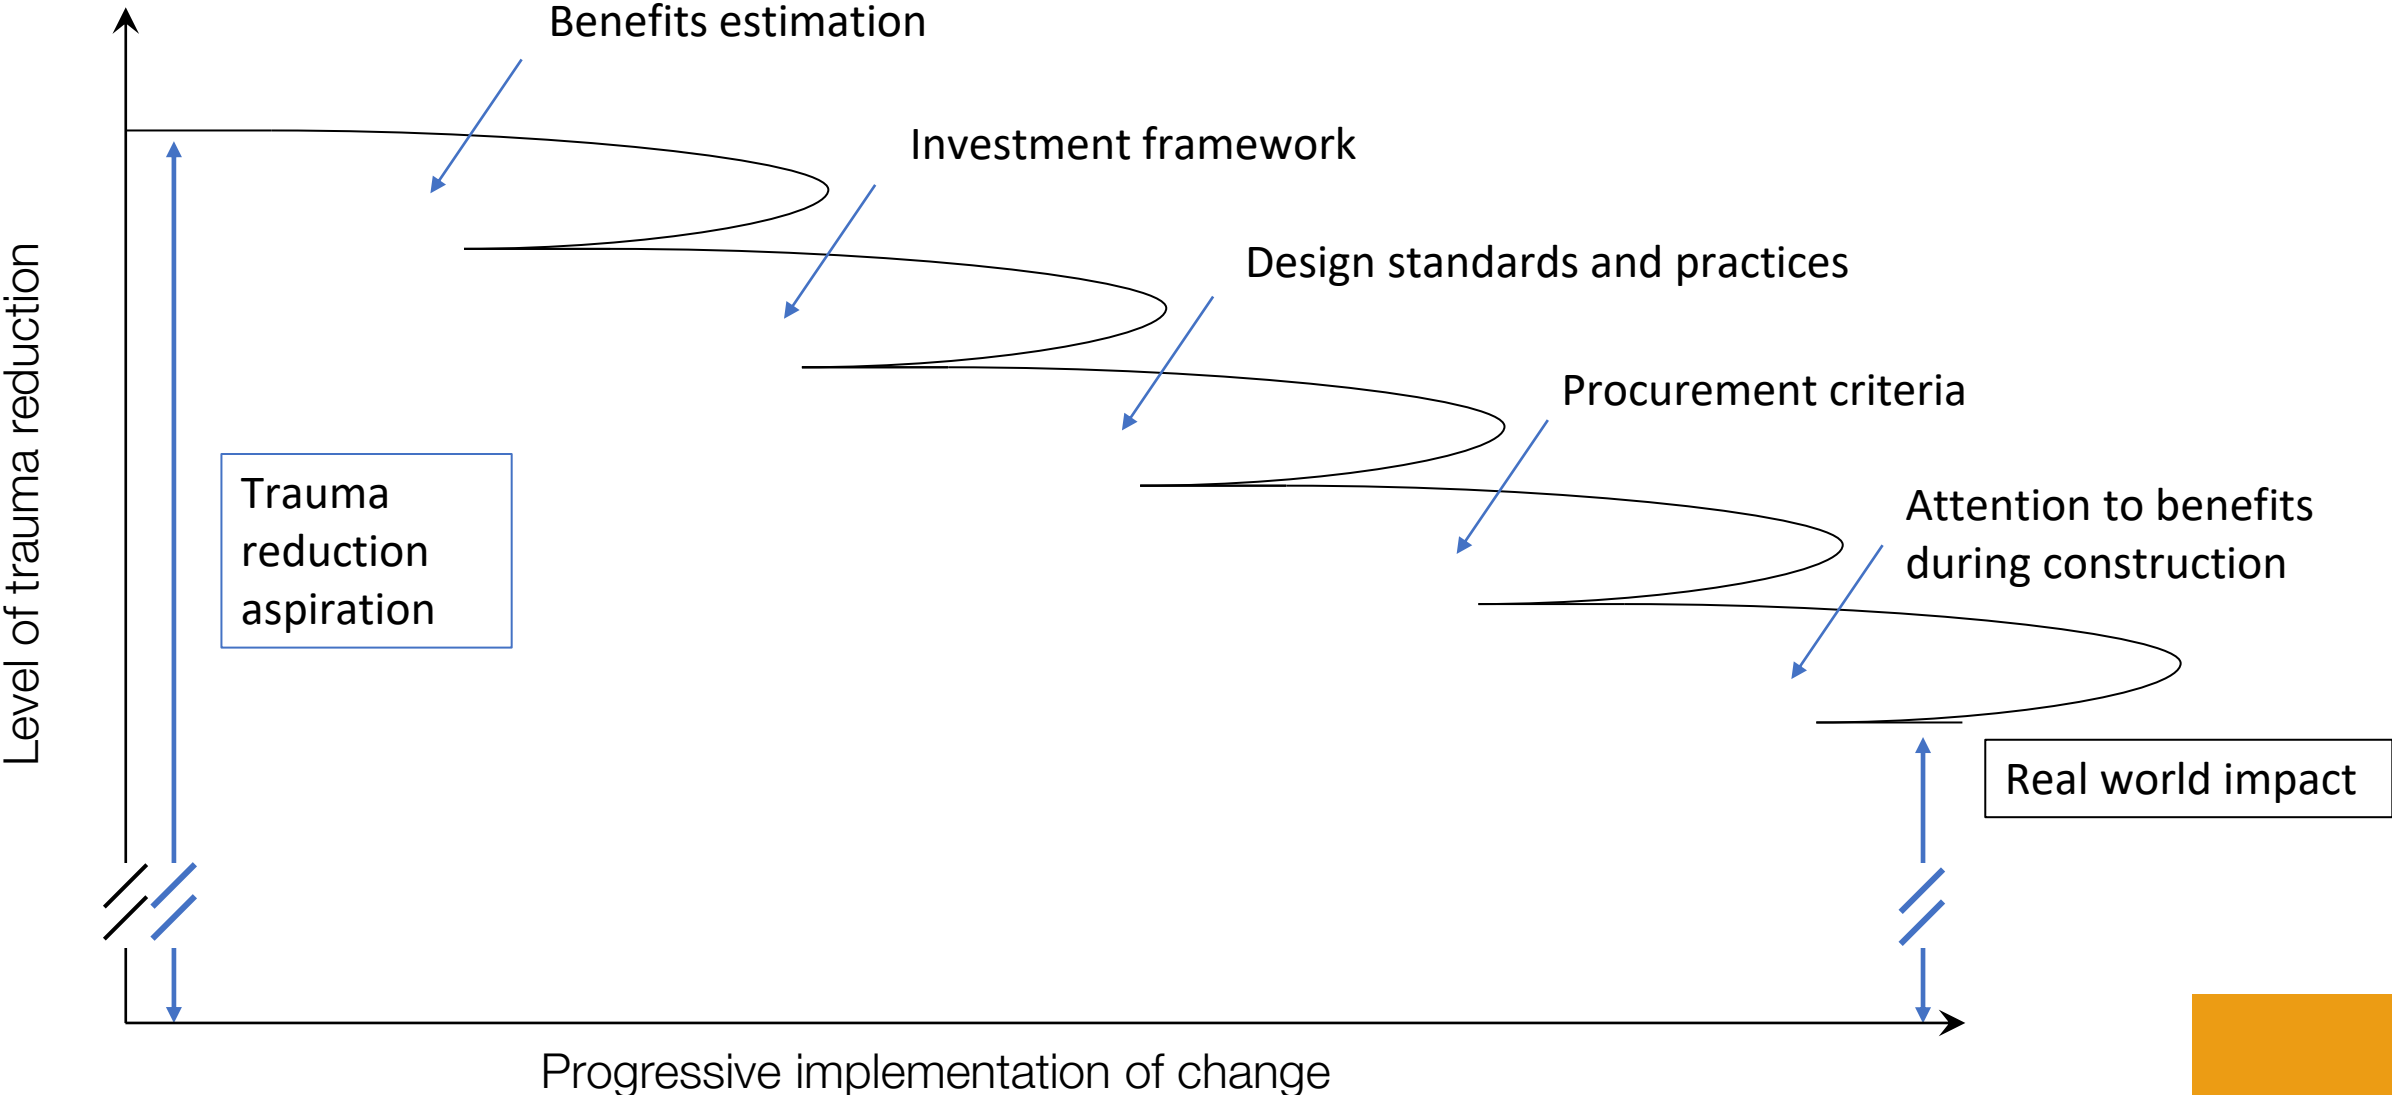 Benefits estimation
Investment framework
Design standards and practices
Procurement criteria
Attention to benefits
during construction
Level of trauma reduction
Trauma
reduction
aspiration
Real world impact
Progressive implementation of change